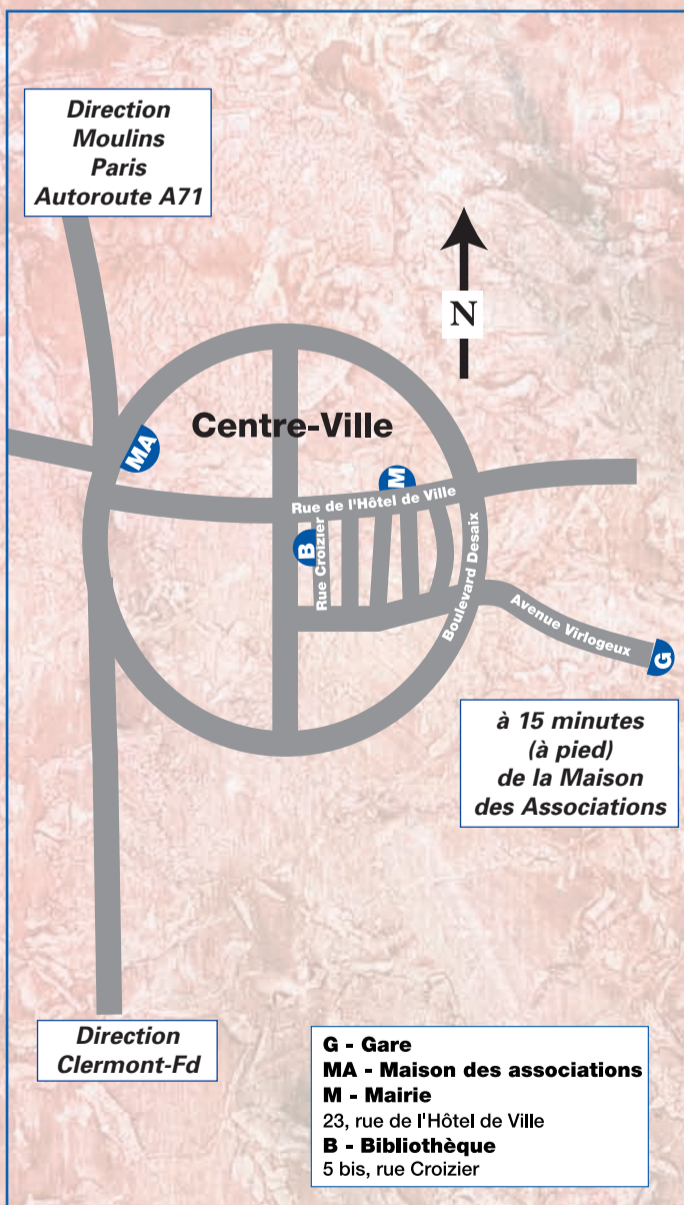 Direction
Moulins
Paris
Autoroute A71
N
Centre-Ville
MA
M
Rue de l'Hôtel de Ville
B
Rue Croizier
Boulevard Desaix
Avenue Virlogeux
G
à 15 minutes
(à pied)
de la Maison
des Associations
Direction
Clermont-Fd
G - Gare
MA - Maison des associations
M - Mairie
23, rue de l'Hôtel de Ville
B - Bibliothèque
5 bis, rue Croizier